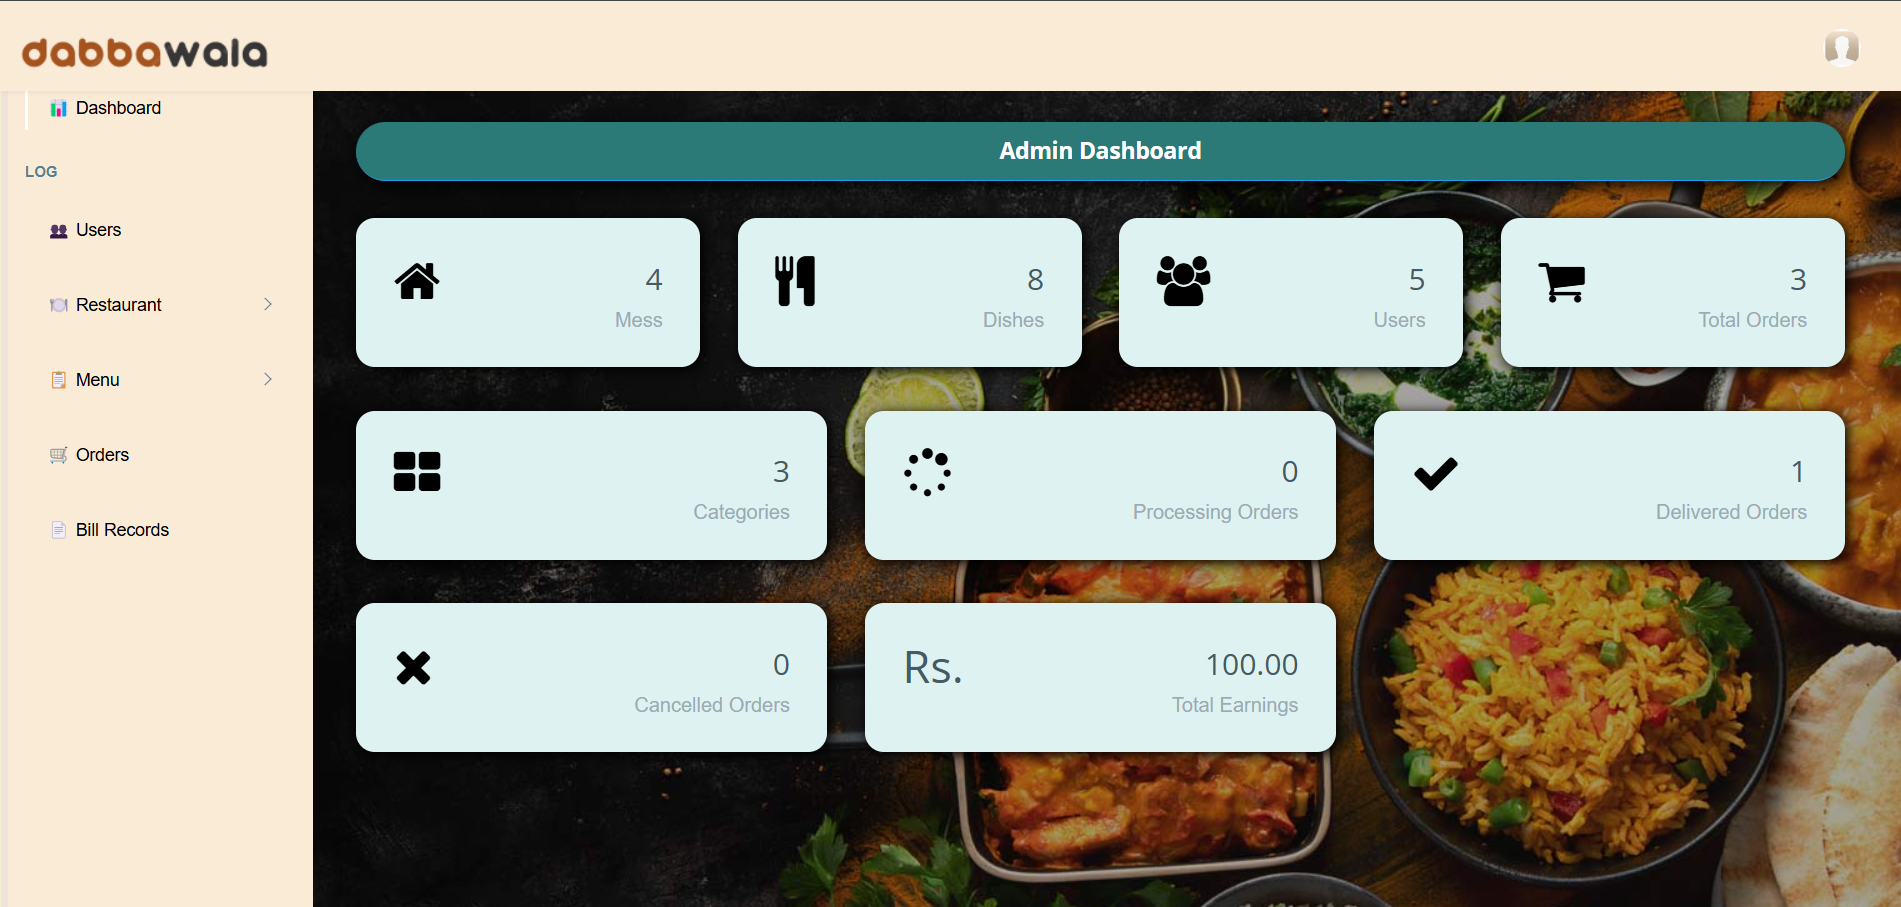 dabbawala
Dashboard
LOG
Users
Restaurant
Menu
Orders
Bill Records
Admin Dashboard
4
Mess
8
Dishes
5
Users
3
Total Orders
3
Categories
0
Processing Orders
1
Delivered Orders
0
Cancelled Orders
Rs. 100.00
Total Earnings